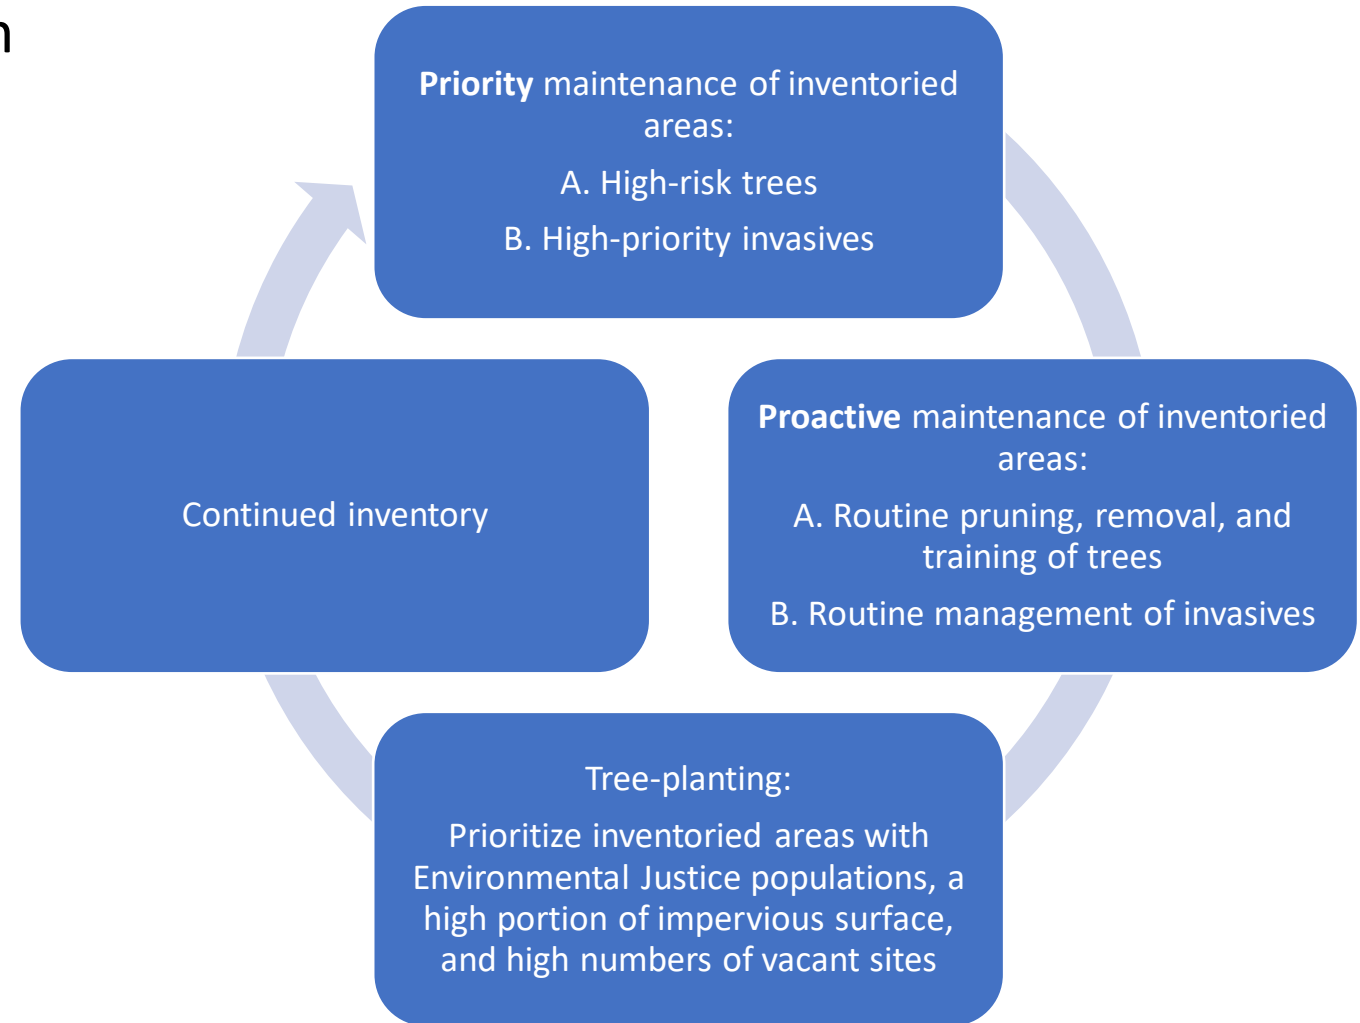 n
Priority maintenance of inventoried
areas:
A. High-risk trees
B. High-priority invasives
Proactive maintenance of inventoried
areas:
A. Routine pruning, removal, and
training of trees
B. Routine management of invasives
Tree-planting:
Prioritize inventoried areas with
Environmental Justice populations, a
high portion of impervious surface,
and high numbers of vacant sites
Continued inventory